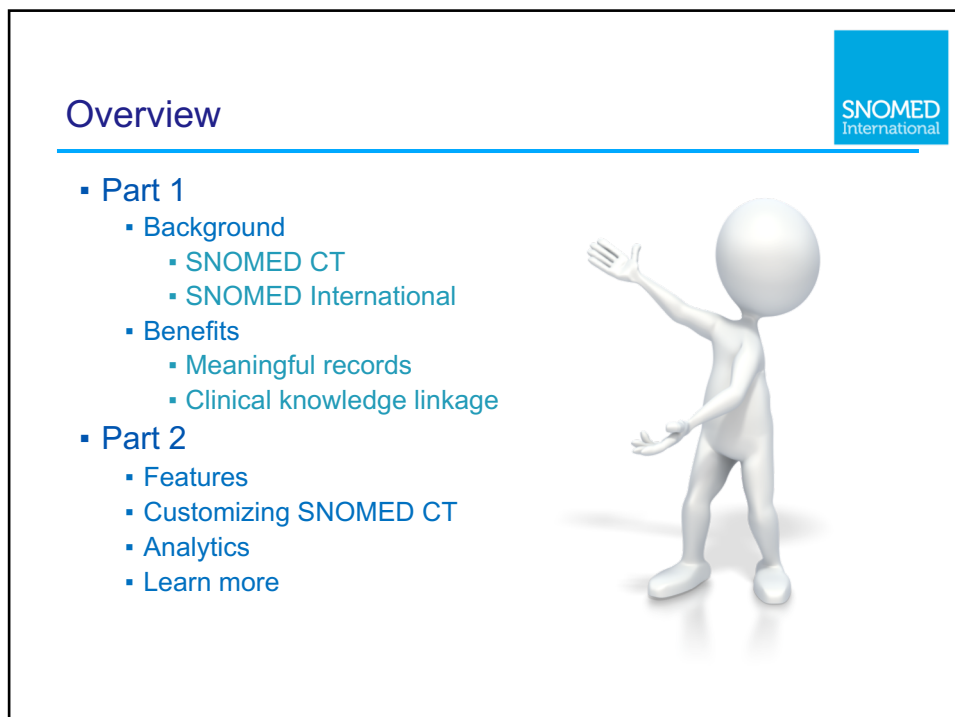 SNOMED
International
Overview
▪ Part 1
▪ Background
▪ SNOMED CT
▪ SNOMED International
▪ Benefits
▪ Meaningful records
▪ Clinical knowledge linkage
▪ Part 2
▪ Features
▪ Customizing SNOMED CT
▪ Analytics
▪ Learn more